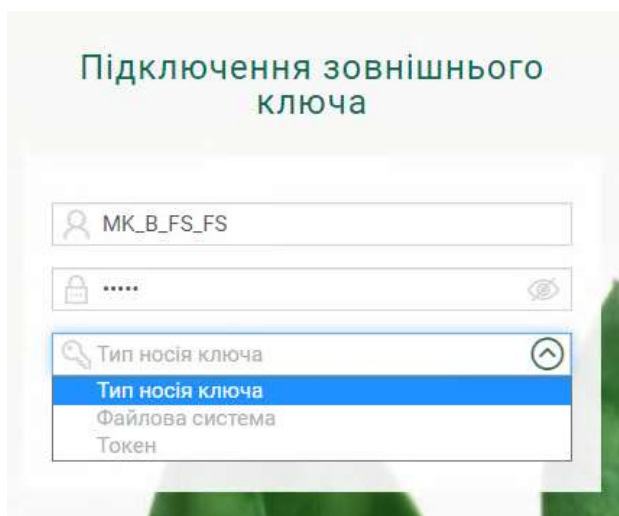 Підключення зовнішнього
ключа
MK_B_FS_FS
•••••
Тип носія ключа
Тип носія ключа
Файлова система
Токен